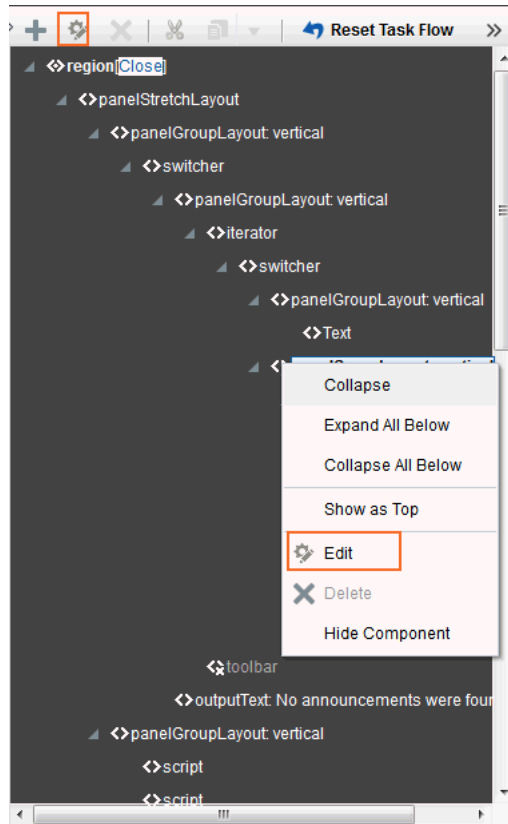 Reset Task Flow
region [Close]
panelStretchLayout
panelGroupLayout: vertical
switcher
panelGroupLayout: vertical
iterator
switcher
panelGroupLayout: vertical
Text
Collapse
Expand All Below
Collapse All Below
Show as Top
Edit
Delete
Hide Component
toolbar
outputText: No announcements were four
panelGroupLayout: vertical
script
script